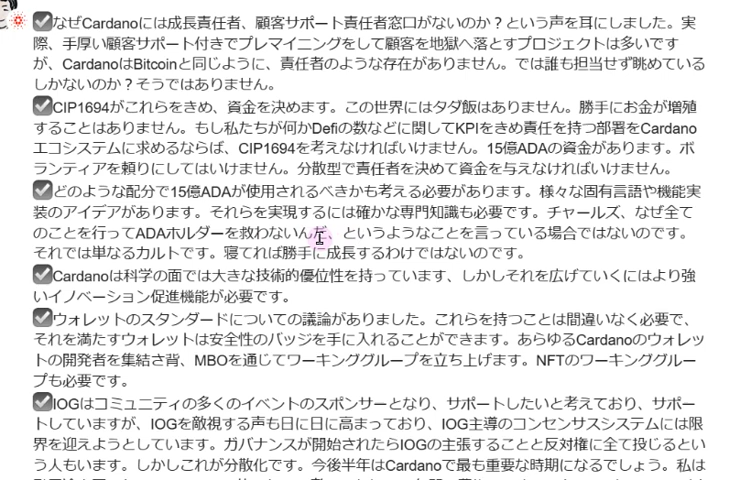 ✔なぜCardanoには成長責任者、顧客サポート責任者窓口がないのか？という声を耳にしました。実
際、手厚い顧客サポート付きでプレマイニングをして顧客を地獄へ落とすプロジェクトは多いです
が、CardanoはBitcoinと同じように、責任者のような存在がありません。では誰も担当せず眺めている
しかないのか？そうではありません。
✔CIP1694がこれらをきめ、資金を決めます。この世界にはタダ飯はありません。勝手にお金が増殖
することはありません。もし私たちが何かDefiの数などに関してKPIをきめ責任を持つ部署をCardano
エコシステムに求めるならば、CIP1694を考えなければいけません。15億ADAの資金があります。ボ
ランティアを頼りにしてはいけません。分散型で責任者を決めて資金を与えなければいけません。
✔どのような配分で15億ADAが使用されるべきかも考える必要があります。様々な固有言語や機能実
装のアイデアがあります。それらを実現するには確かな専門知識も必要です。チャールズ、なぜ全て
のことを行ってADAホルダーを救わないんだ、というようなことを言っている場合ではないのです。
それでは単なるカルトです。寝てれば勝手に成長するわけではないのです。
✔Cardanoは科学の面では大きな技術的優位性を持っています、しかしそれを広げていくにはより強
いイノベーション促進機能が必要です。
✔ウォレットのスタンダードについての議論がありました。これらを持つことは間違いなく必要で、
それを満たすウォレットは安全性のバッジを手に入れることができます。あらゆるCardanoのウォレッ
トの開発者を集結さ背、MBOを通じてワーキンググループを立ち上げます。NFTのワーキンググルー
プも必要です。
✔IOGはコミュニティの多くのイベントのスポンサーとなり、サポートしたいと考えており、サポー
トしていますが、IOGを敵視する声も日に日に高まっており、IOG主導のコンセンサスシステムには限
界を迎えようとしています。ガバナンスが開始されたらIOGの主張することと反対権に全て投じるとい
う人もいます。しかしこれが分散化です。今後半年はCardanoで最も重要な時期になるでしょう。私は